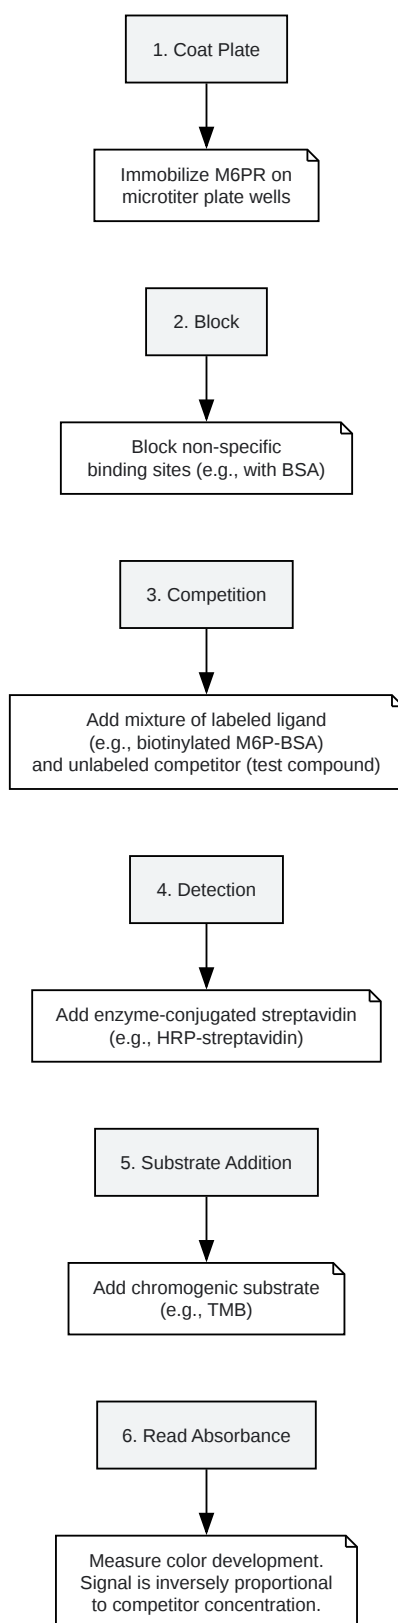 1. Coat Plate
Immobilize M6PR on
microtiter plate wells
2. Block
Block non-specific
binding sites (e.g., with BSA)
3. Competition
Add mixture of labeled ligand
(e.g., biotinylated M6P-BSA)
and unlabeled competitor (test compound)
4. Detection
Add enzyme-conjugated streptavidin
(e.g., HRP-streptavidin)
5. Substrate Addition
Add chromogenic substrate
(e.g., TMB)
6. Read Absorbance
Measure color development.
Signal is inversely proportional
to competitor concentration.